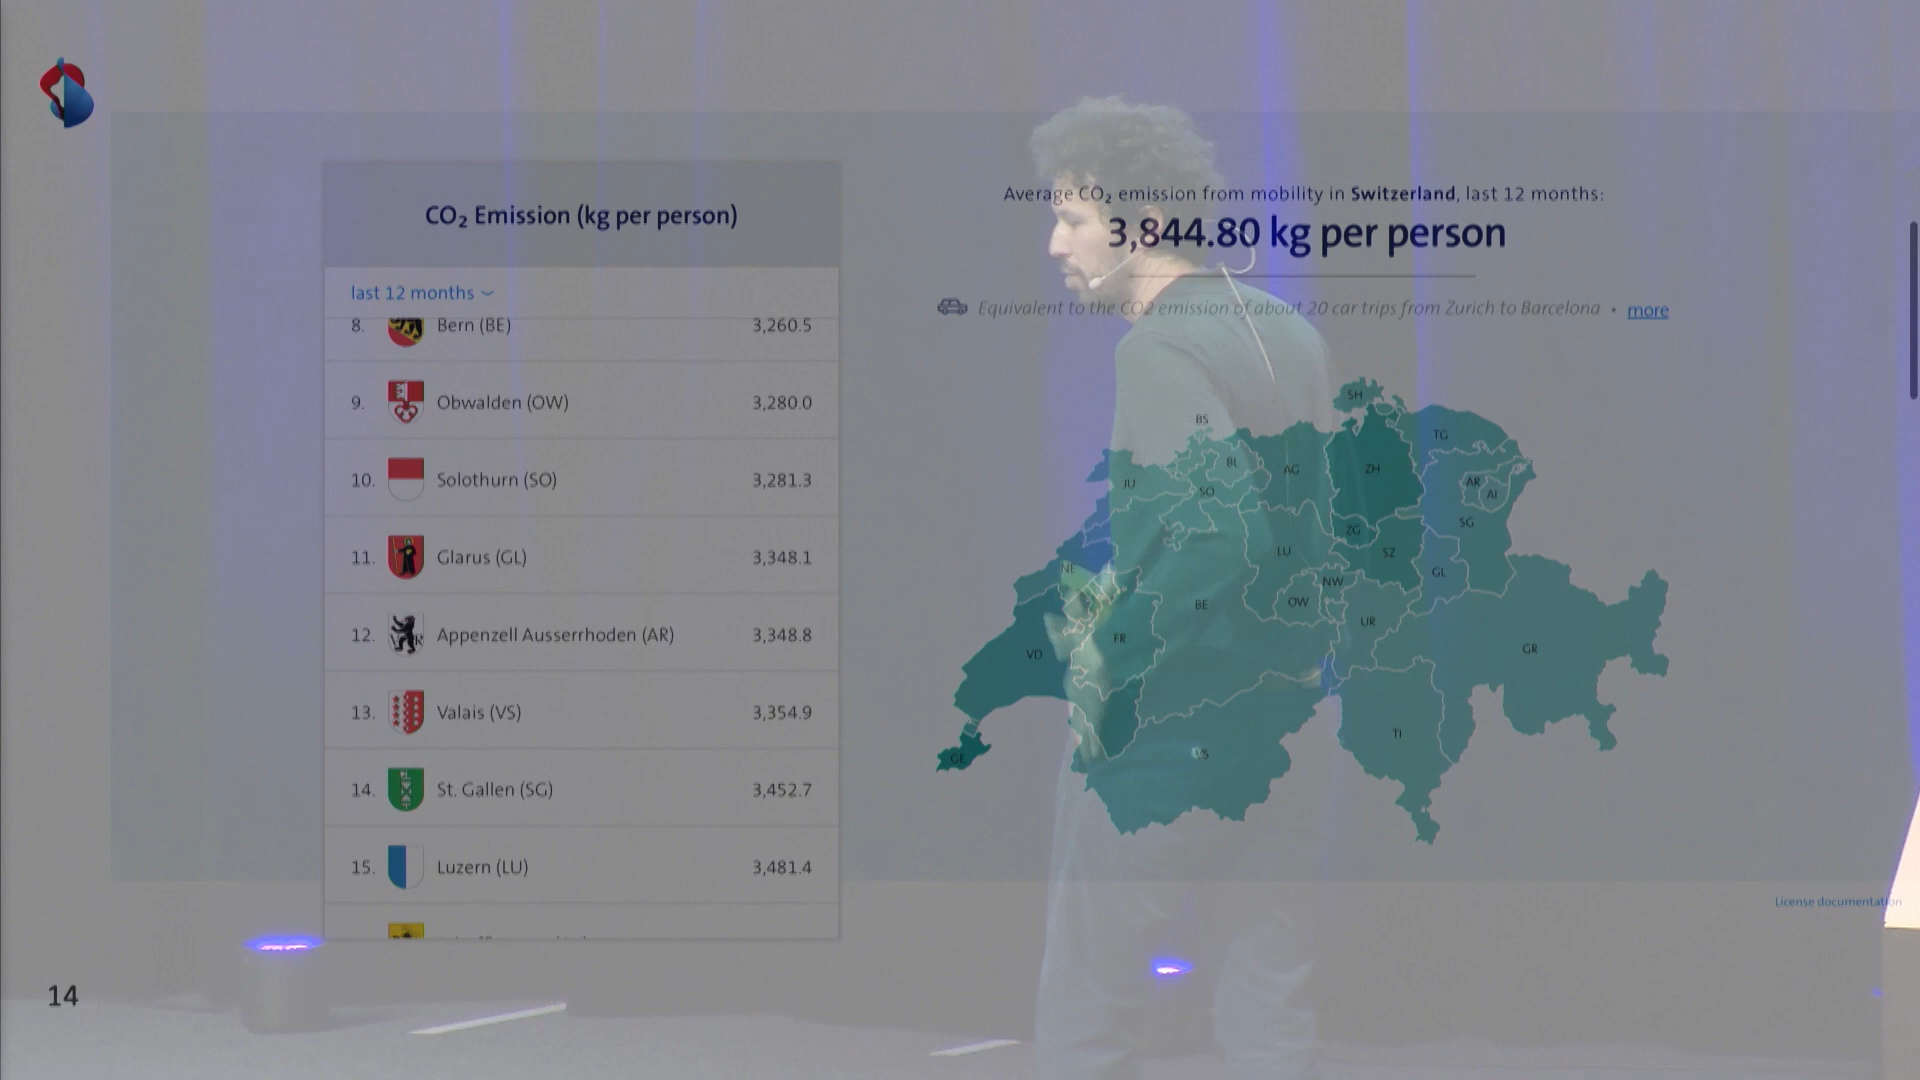 CO₂ Emission (kg per person)
last 12 months
8. Bern (BE) 3,260.5
9. Obwalden (OW) 3,280.0
10. Solothurn (SO) 3,281.3
11. Glarus (GL) 3,348.1
12. Appenzell Ausserrhoden (AR) 3,348.8
13. Valais (VS) 3,354.9
14. St. Gallen (SG) 3,452.7
15. Luzern (LU) 3,481.4
Average CO₂ emission from mobility in Switzerland, last 12 months:
3,844.80 kg per person
Equivalent to the CO2 emission of about 20 car trips from Zurich to Barcelona • more
SH
BS
TG
BL
AG
ZH
JU
SO
AR
AI
ZG
SG
LU
SZ
NE
NW
GL
BE
OW
UR
FR
VD
GR
TI
VS
GE
License documentation
14